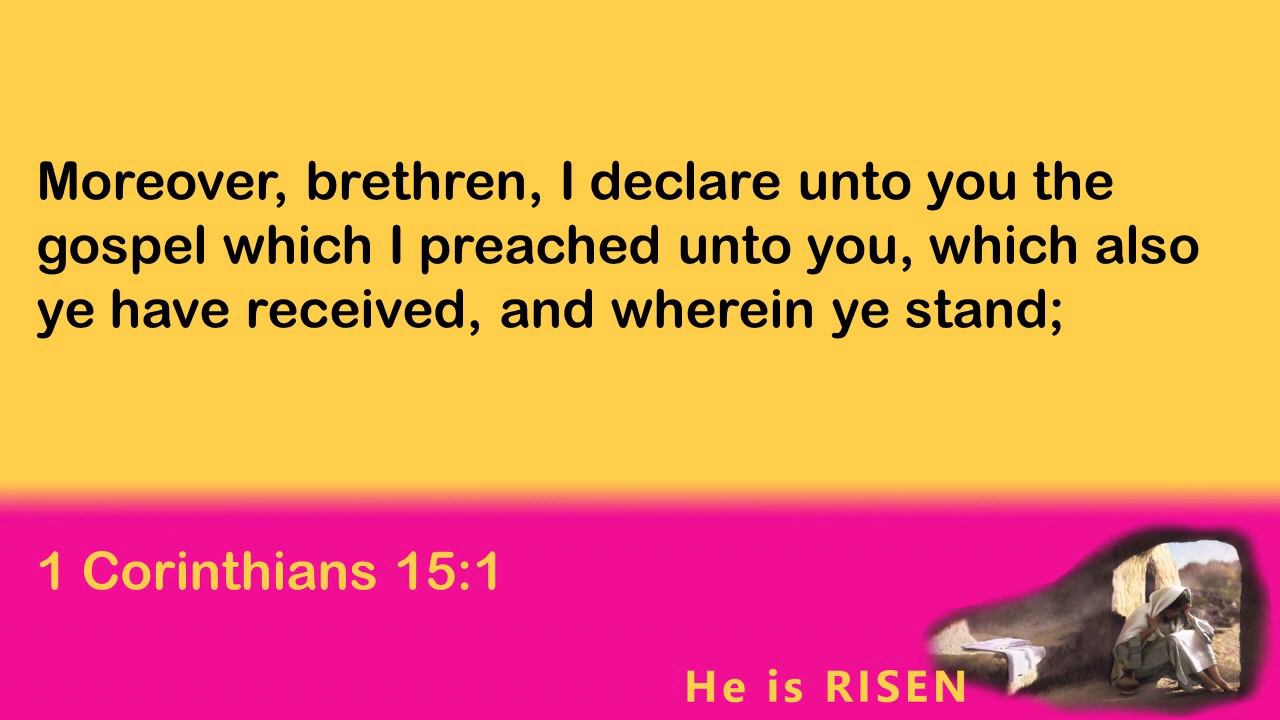 Moreover, brethren, I declare unto you the
gospel which I preached unto you, which also
ye have received, and wherein ye stand;
1 Corinthians 15:1
He is RISEN